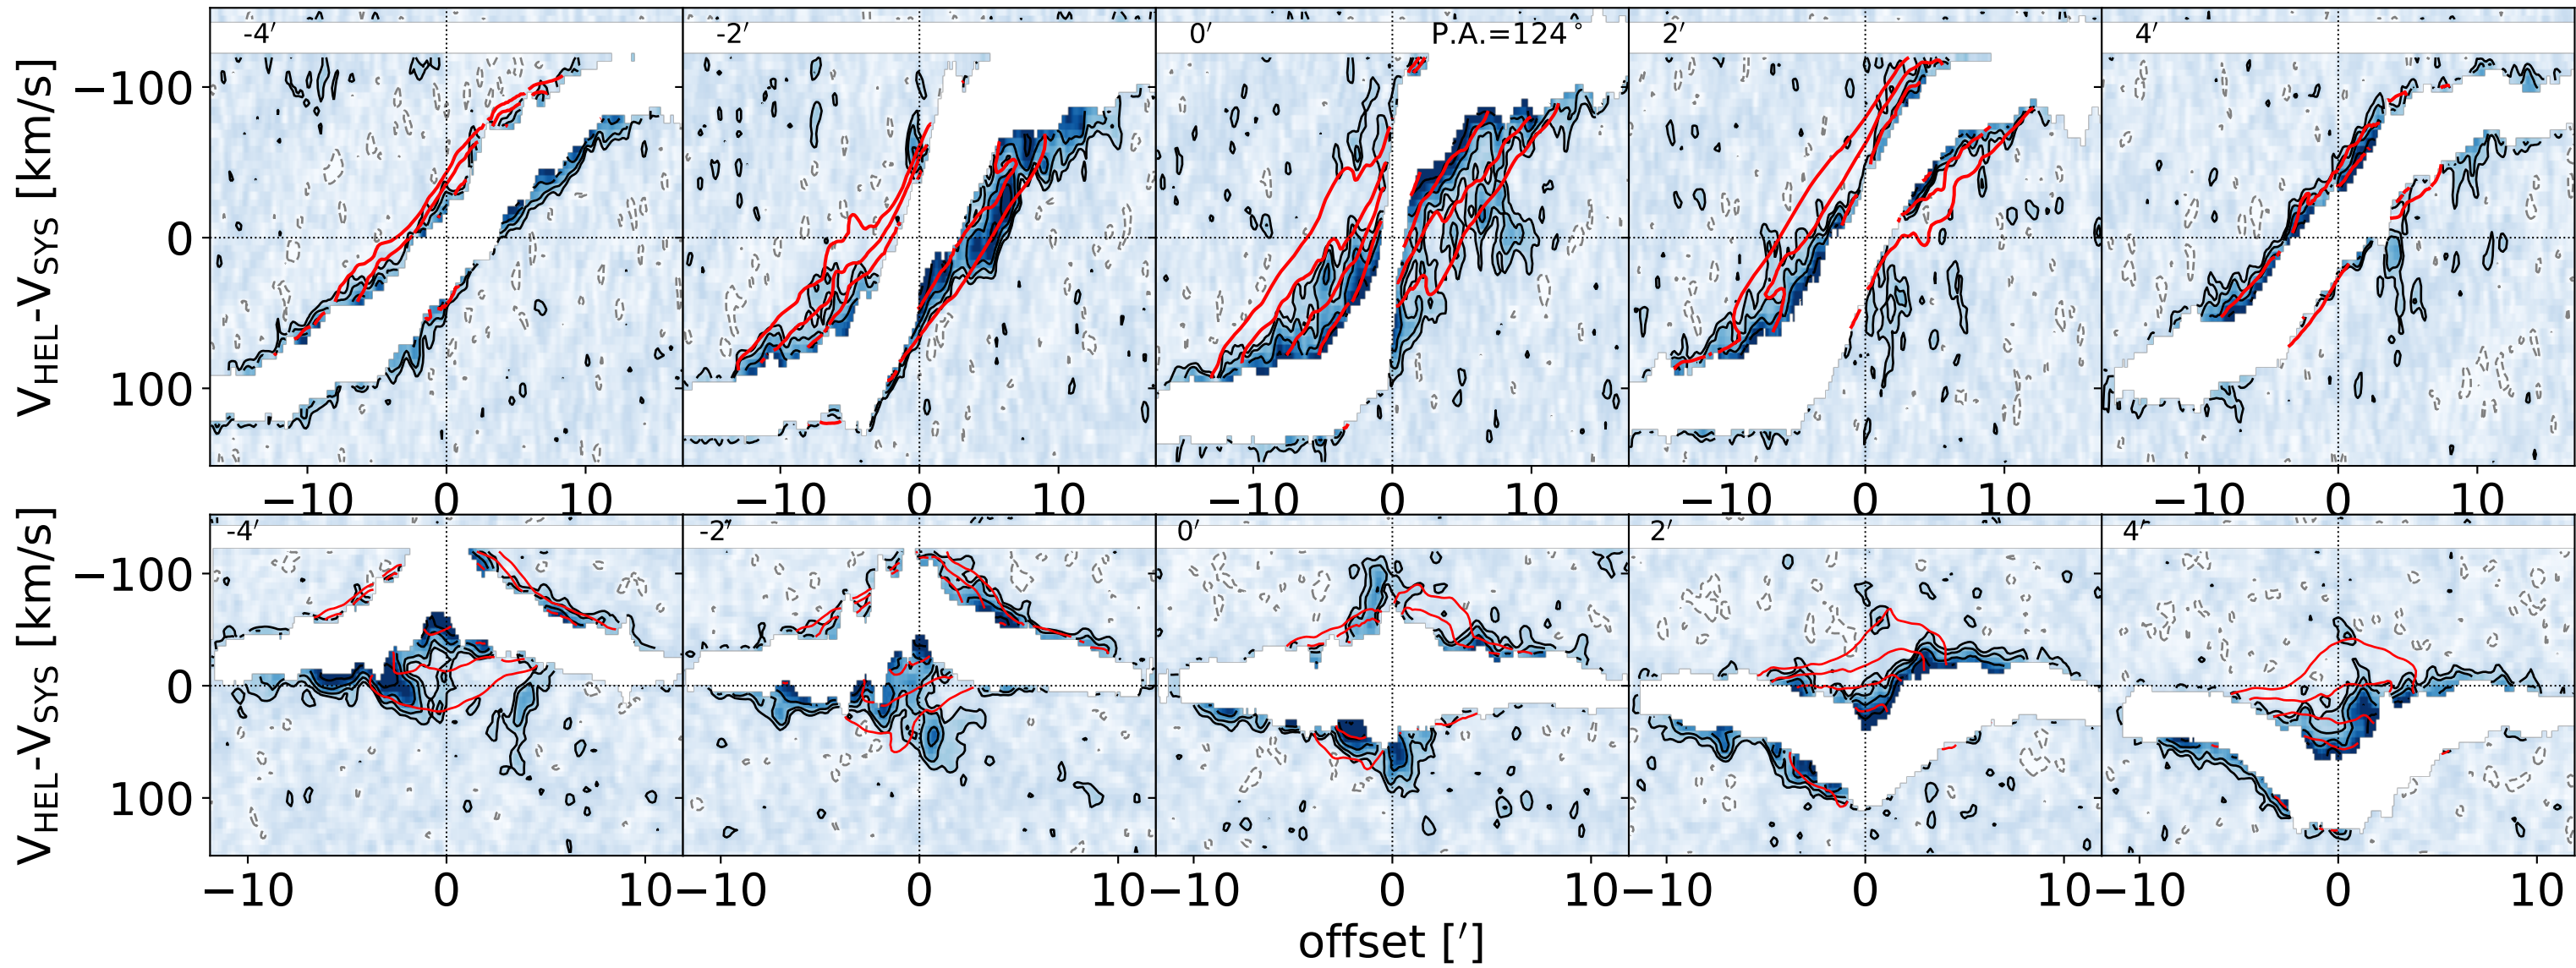 -4′ -2′ 0′ P.A.=124° 2′ 4′
V_HEL-V_SYS [km/s]
−100
0
100
−10 0 10 −10 0 10 −10 0 10 −10 0 10 −10 0 10
-4′ -2′ 0′ 2′ 4′
V_HEL-V_SYS [km/s]
−100
0
100
−10 0 10 −10 0 10 −10 0 10 −10 0 10 −10 0 10
offset [′]